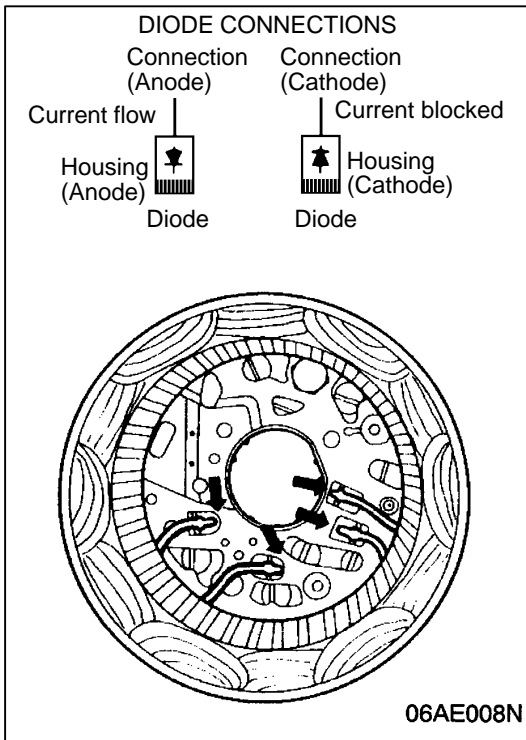 DIODE CONNECTIONS
Connection
(Anode)
Connection
(Cathode)
Current flow
Current blocked
Housing
(Anode)
Housing
(Cathode)
Diode
Diode
06AE008N